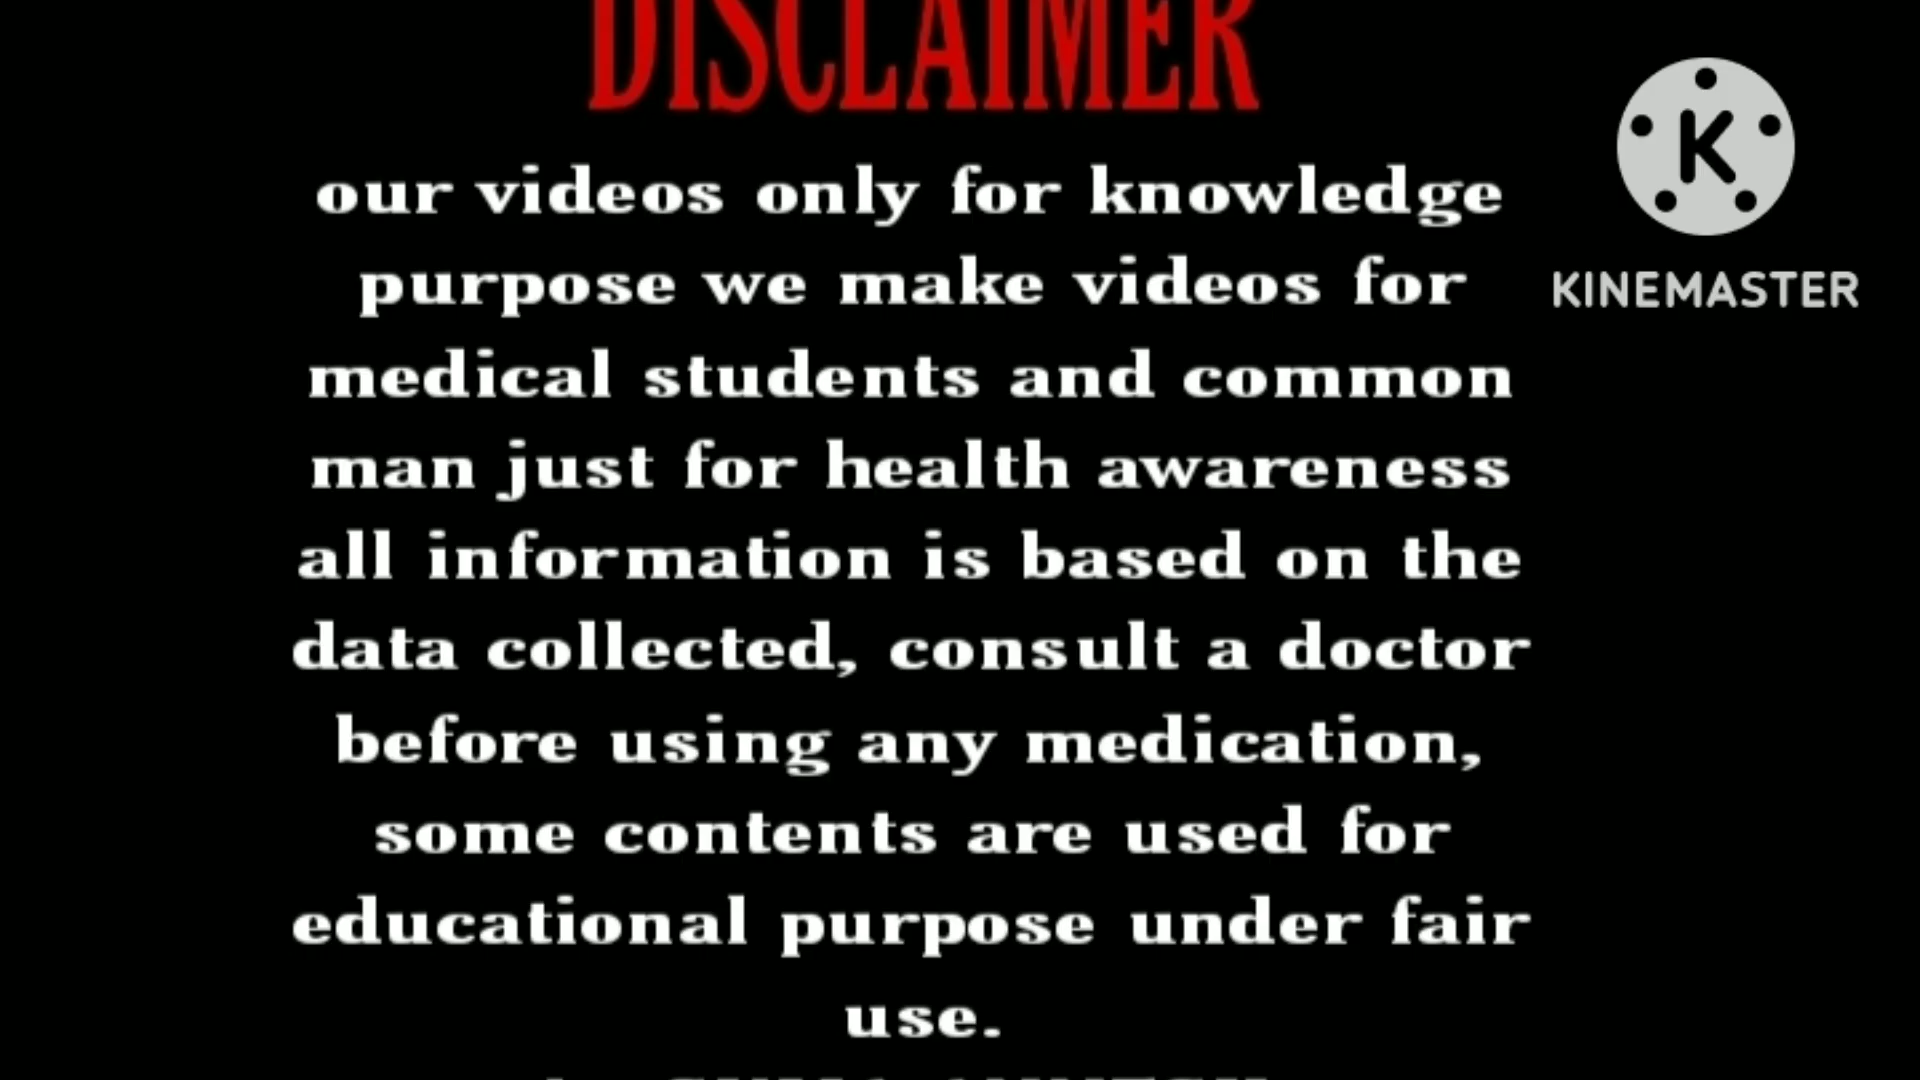 DISCLAIMER
our videos only for knowledge
purpose we make videos for
medical students and common
man just for health awareness
all information is based on the
data collected, consult a doctor
before using any medication,
some contents are used for
educational purpose under fair
use.
K
KINEMASTER